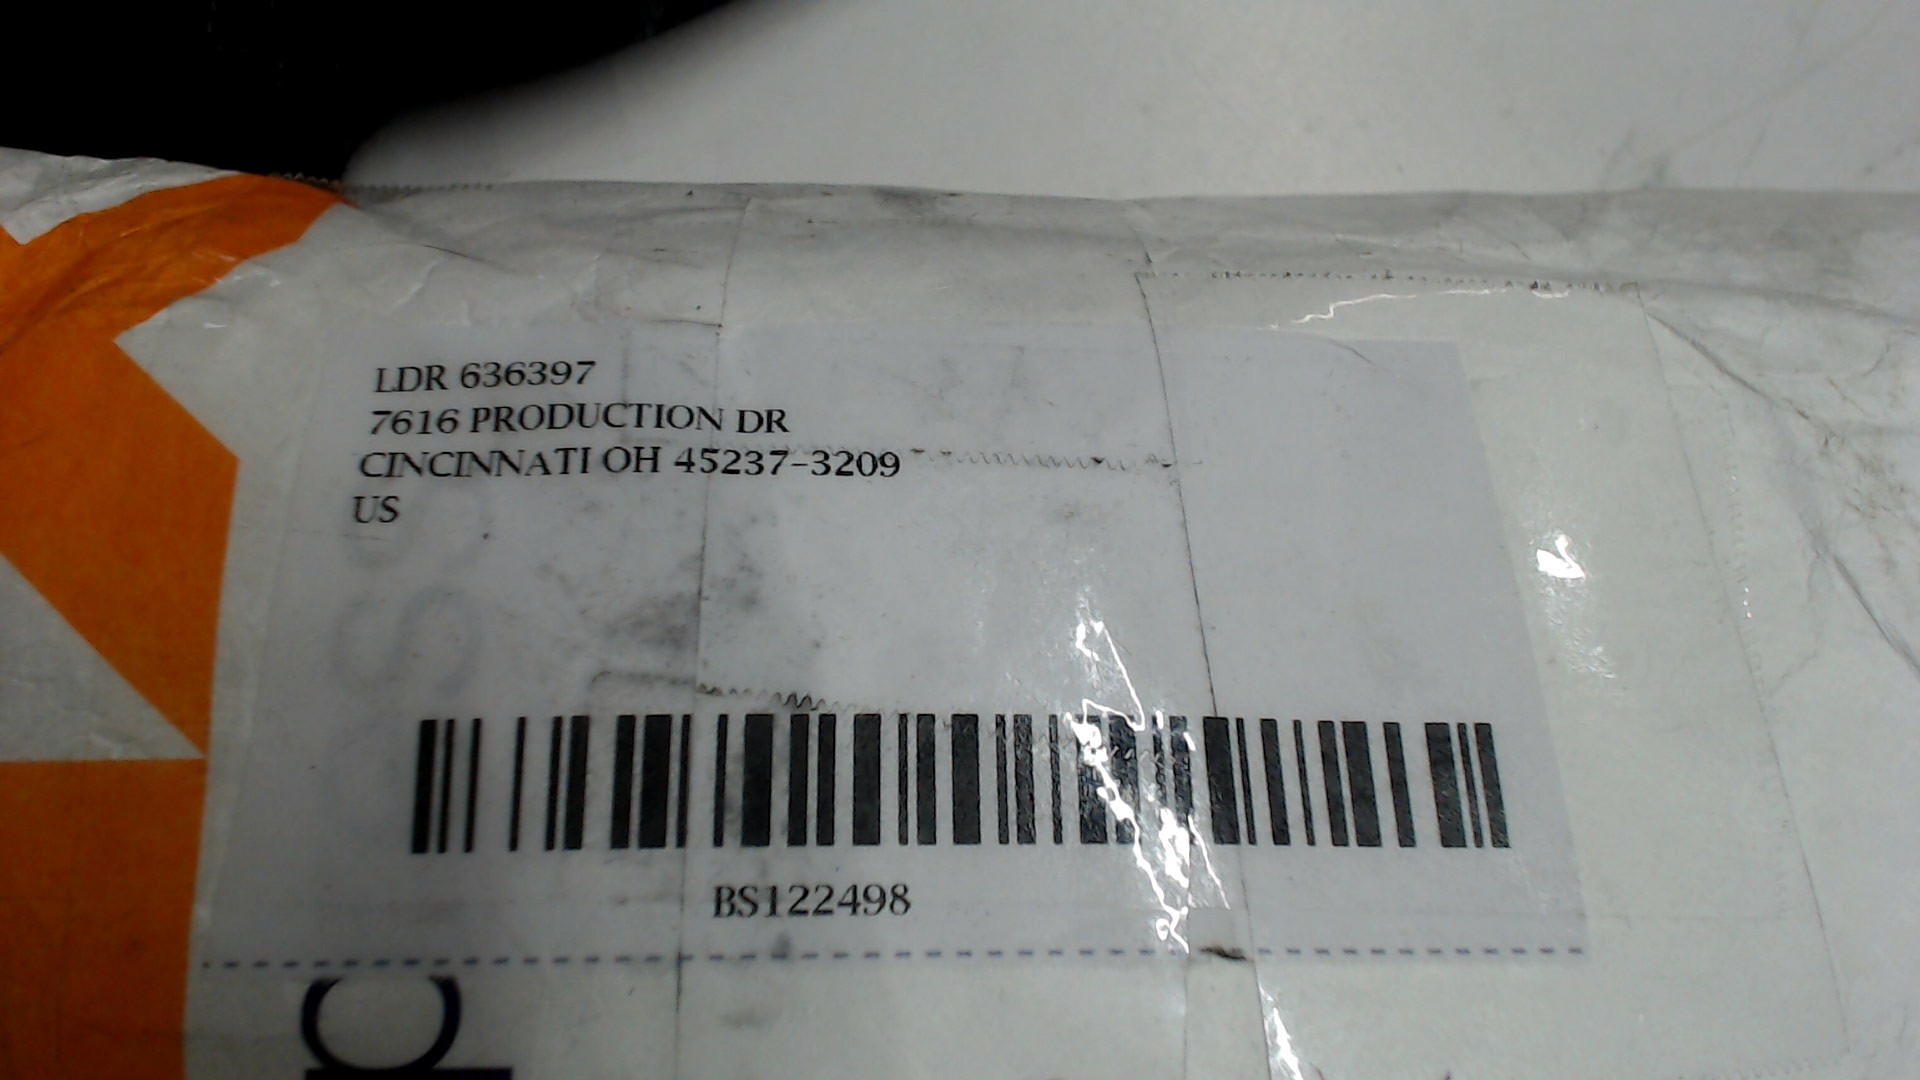 LDR 636397
7616 PRODUCTION DR
CINCINNATI OH 45237-3209
US
BS122498